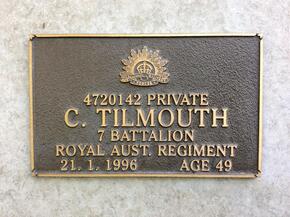 4720142 PRIVATE
C. TILMOUTH
7 BATTALION
ROYAL AUST. REGIMENT
21. 1. 1996 AGE 49